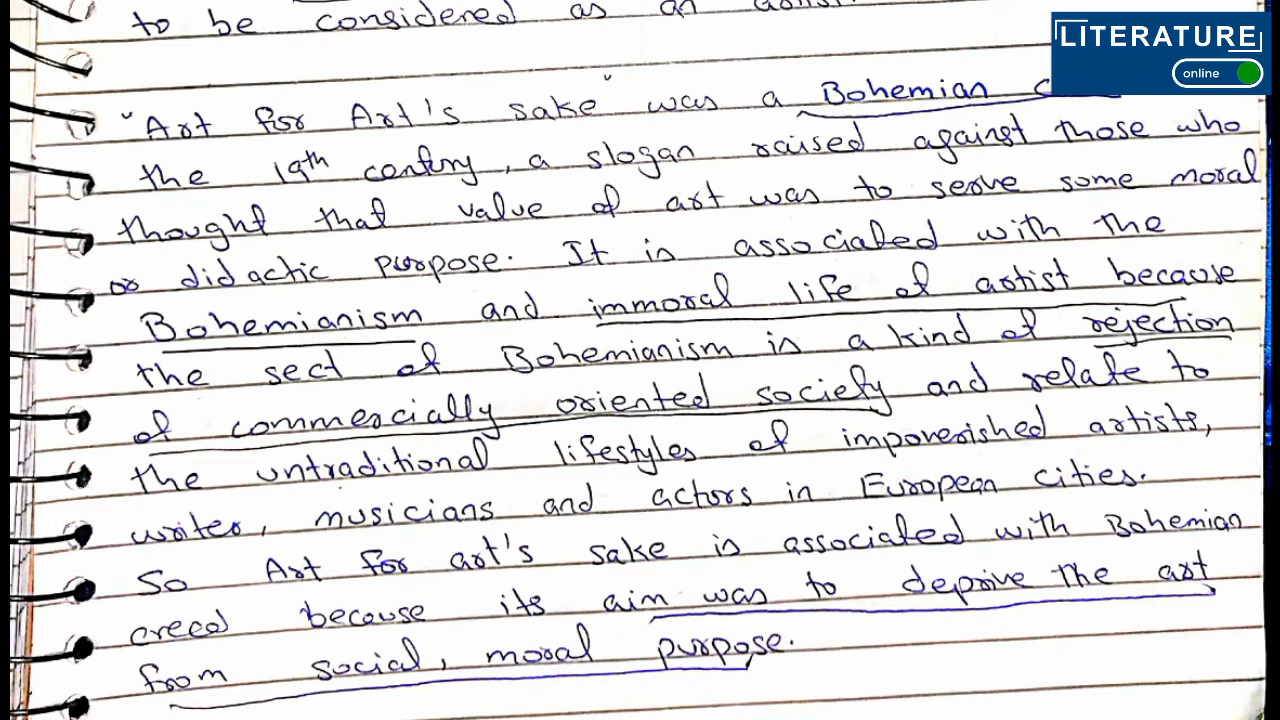 to be considered as an
LITERATURE
online
"Art for Art's sake" was a Bohemian
the 19th century, a slogan raised against those who
thought that value of art was to serve some moral
or didactic purpose. It is associated with the
Bohemianism and immoral life of artist because
the sect of Bohemianism is a kind of rejection
of commercially oriented society and relate to
the untraditional lifestyles of impoverished artists,
writer, musicians and actors in European cities.
So Art for art's sake is associated with Bohemian
creed because its aim was to deprive the art
from social, moral purpose.